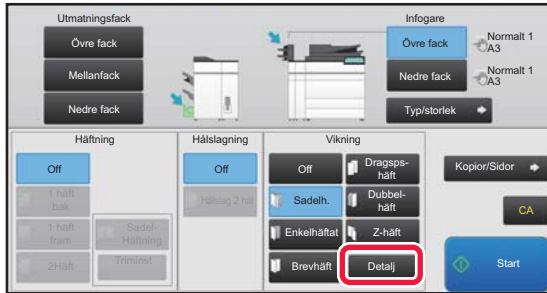 Utmatningsfack
Infogare
Övre fack
Mellanfack
Nedre fack
Övre fack
Normalt 1
A3
Nedre fack
Normalt 1
A3
Typ/storlek
Häftning
Off
1 häft
bak
1 häft
fram
2Häft
Sadel-
Häftning
Triminst
Hålslagning
Off
Hålslag 2 hål
Vikning
Off
Dragsps-
häft
Sadelh.
Dubbel-
häft
Enkelhäftat
Z-häft
Brevhäft
Detalj
Kopior/Sidor
CA
Start